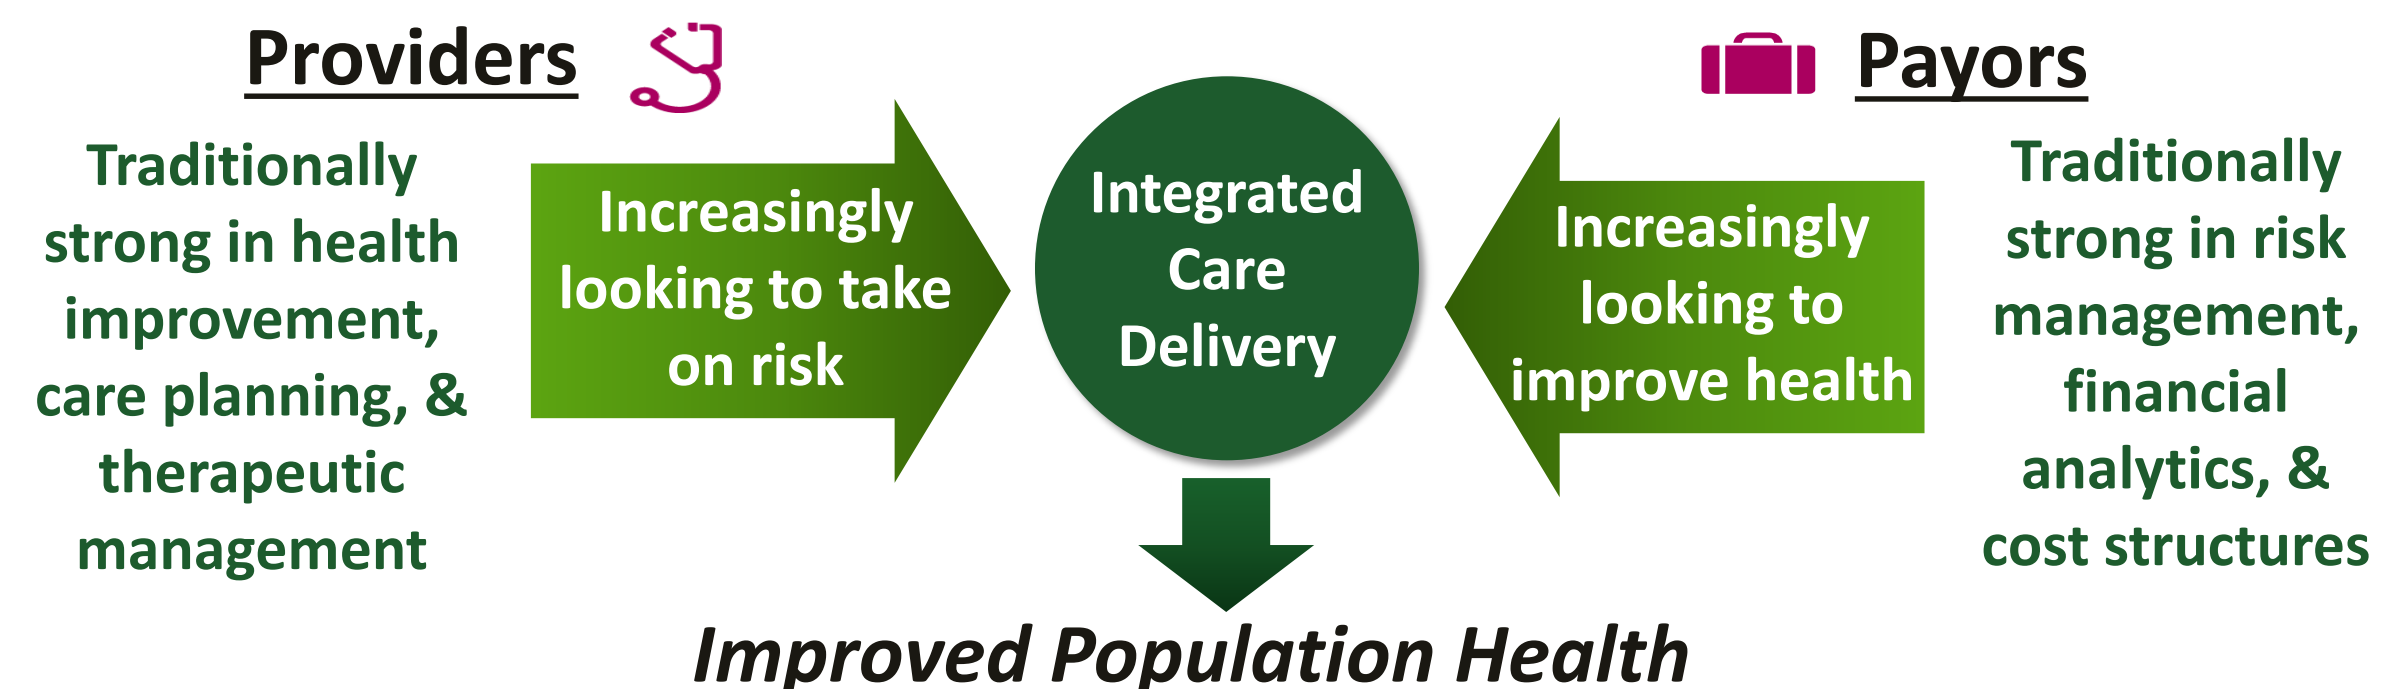 Providers
Traditionally
strong in health
improvement,
care planning, &
therapeutic
management
Increasingly
looking to take
on risk
Integrated
Care
Delivery
Increasingly
looking to
improve health
Payors
Traditionally
strong in risk
management,
financial
analytics, &
cost structures
Improved Population Health